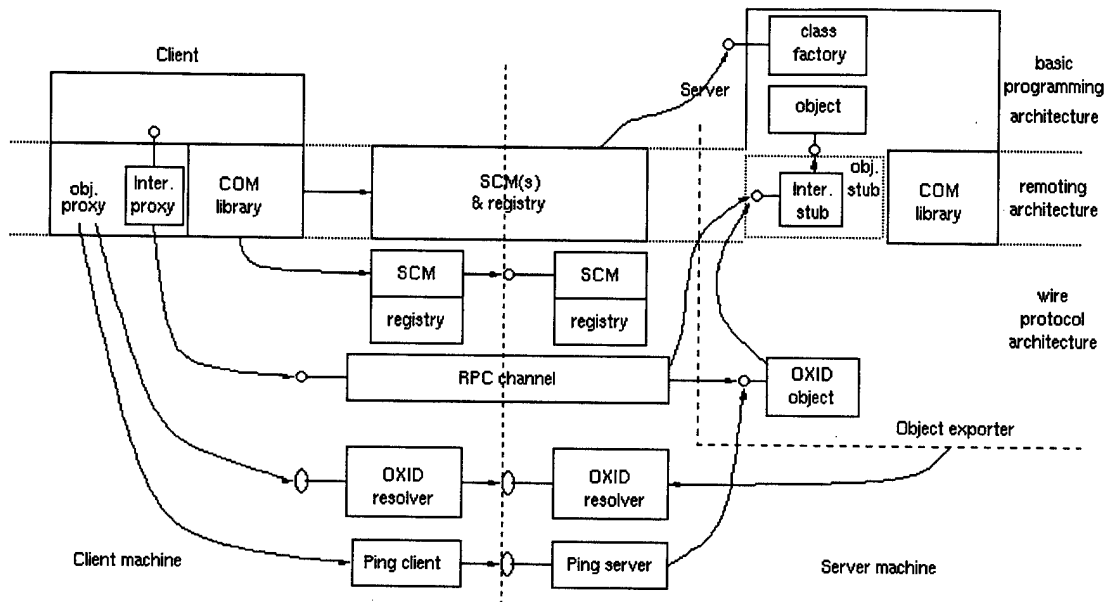 Client
class
factory
basic
programming
architecture
Server
object
obj.
proxy
Inter.
proxy
COM
library
SCM(s)
& registry
Inter.
stub
obj.
stub
COM
library
remoting
architecture
SCM
registry
SCM
registry
wire
protocol
architecture
RPC channel
OXID
object
Object exporter
OXID
resolver
OXID
resolver
Client machine
Ping client
Ping server
Server machine